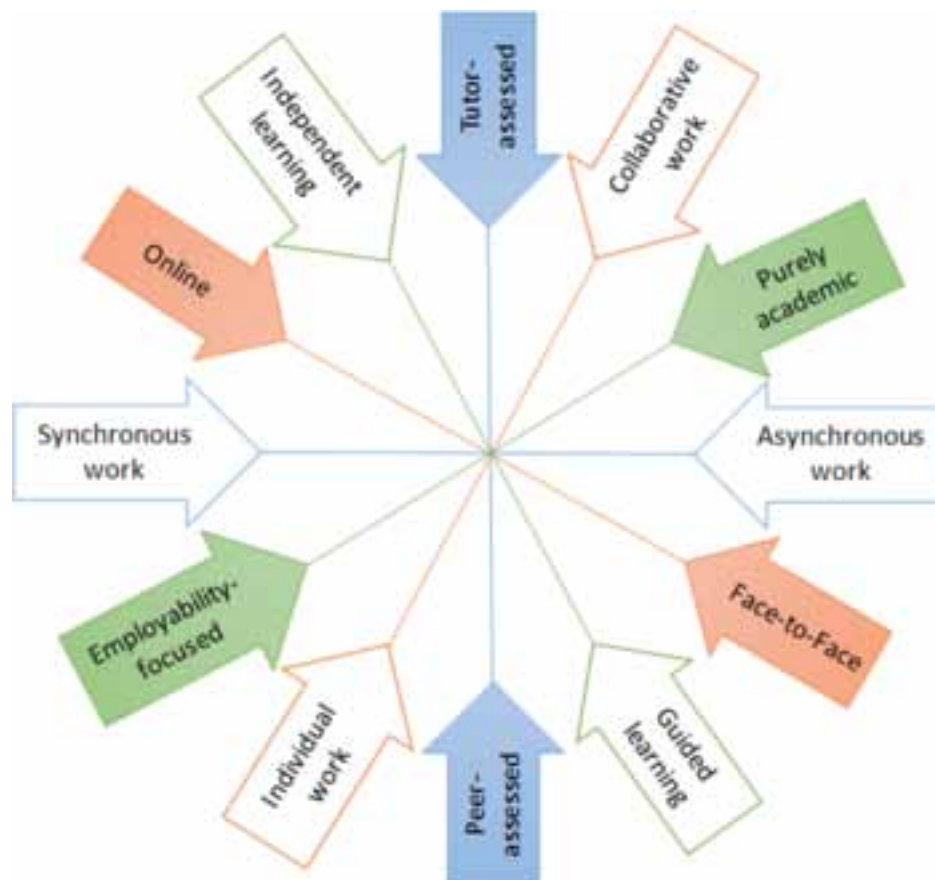 Independent
learning
Tutor-
assessed
Collaborative
work
Online
Purely
academic
Synchronous
work
Asynchronous
work
Employability-
focused
Face-to-Face
Individual
work
Peer-
assessed
Guided
learning